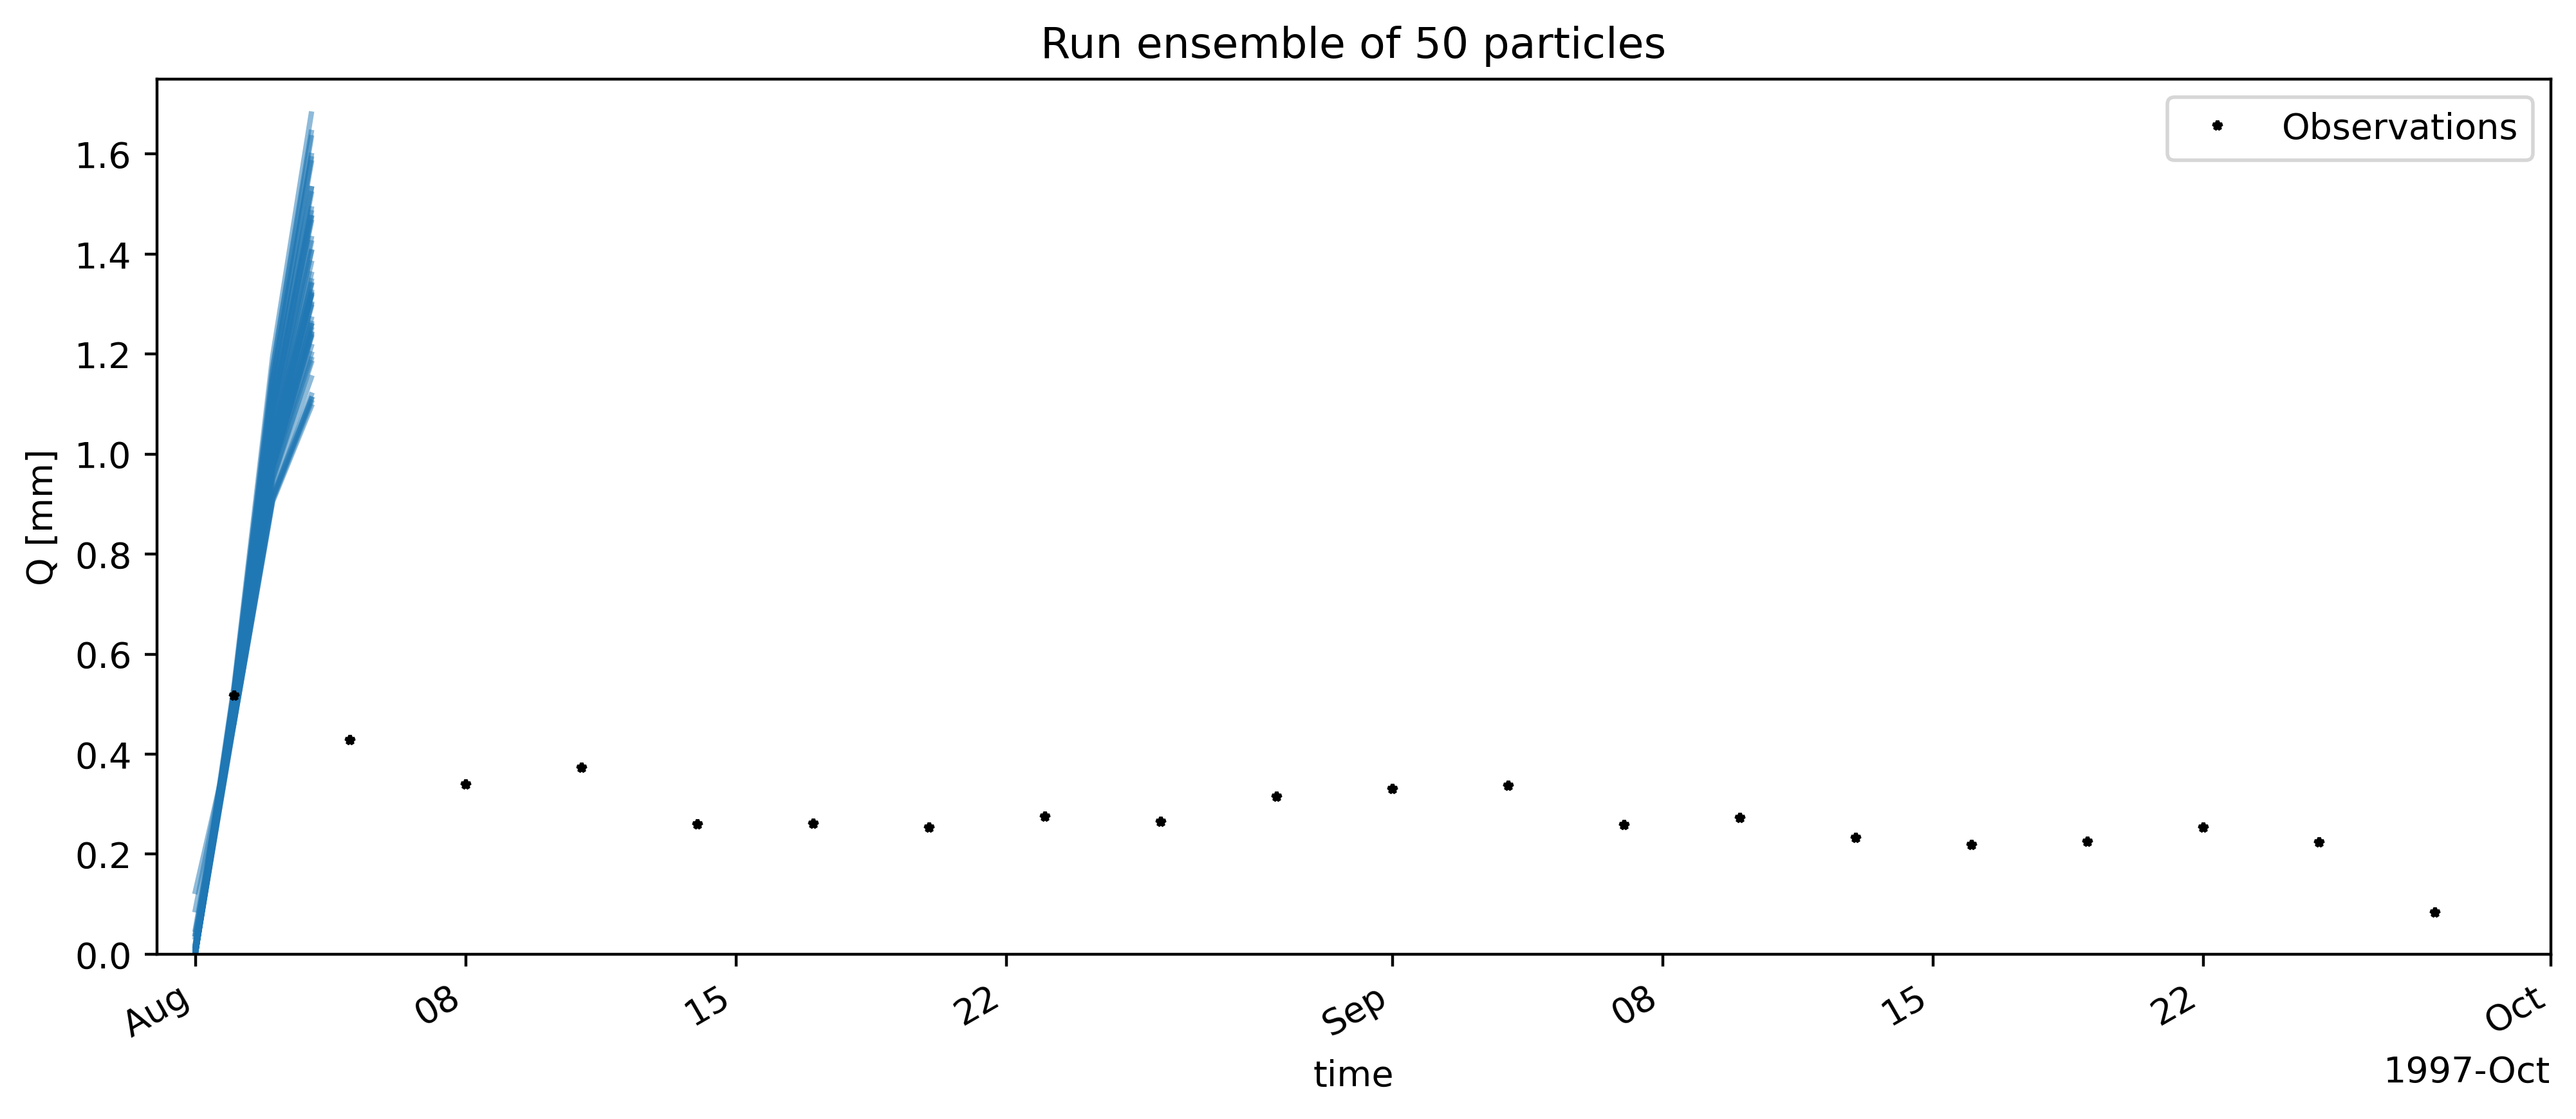 Run ensemble of 50 particles
Observations
Q [mm]
1.6
1.4
1.2
1.0
0.8
0.6
0.4
0.2
0.0
Aug 08 15 22 Sep 08 15 22 Oct
time
1997-Oct